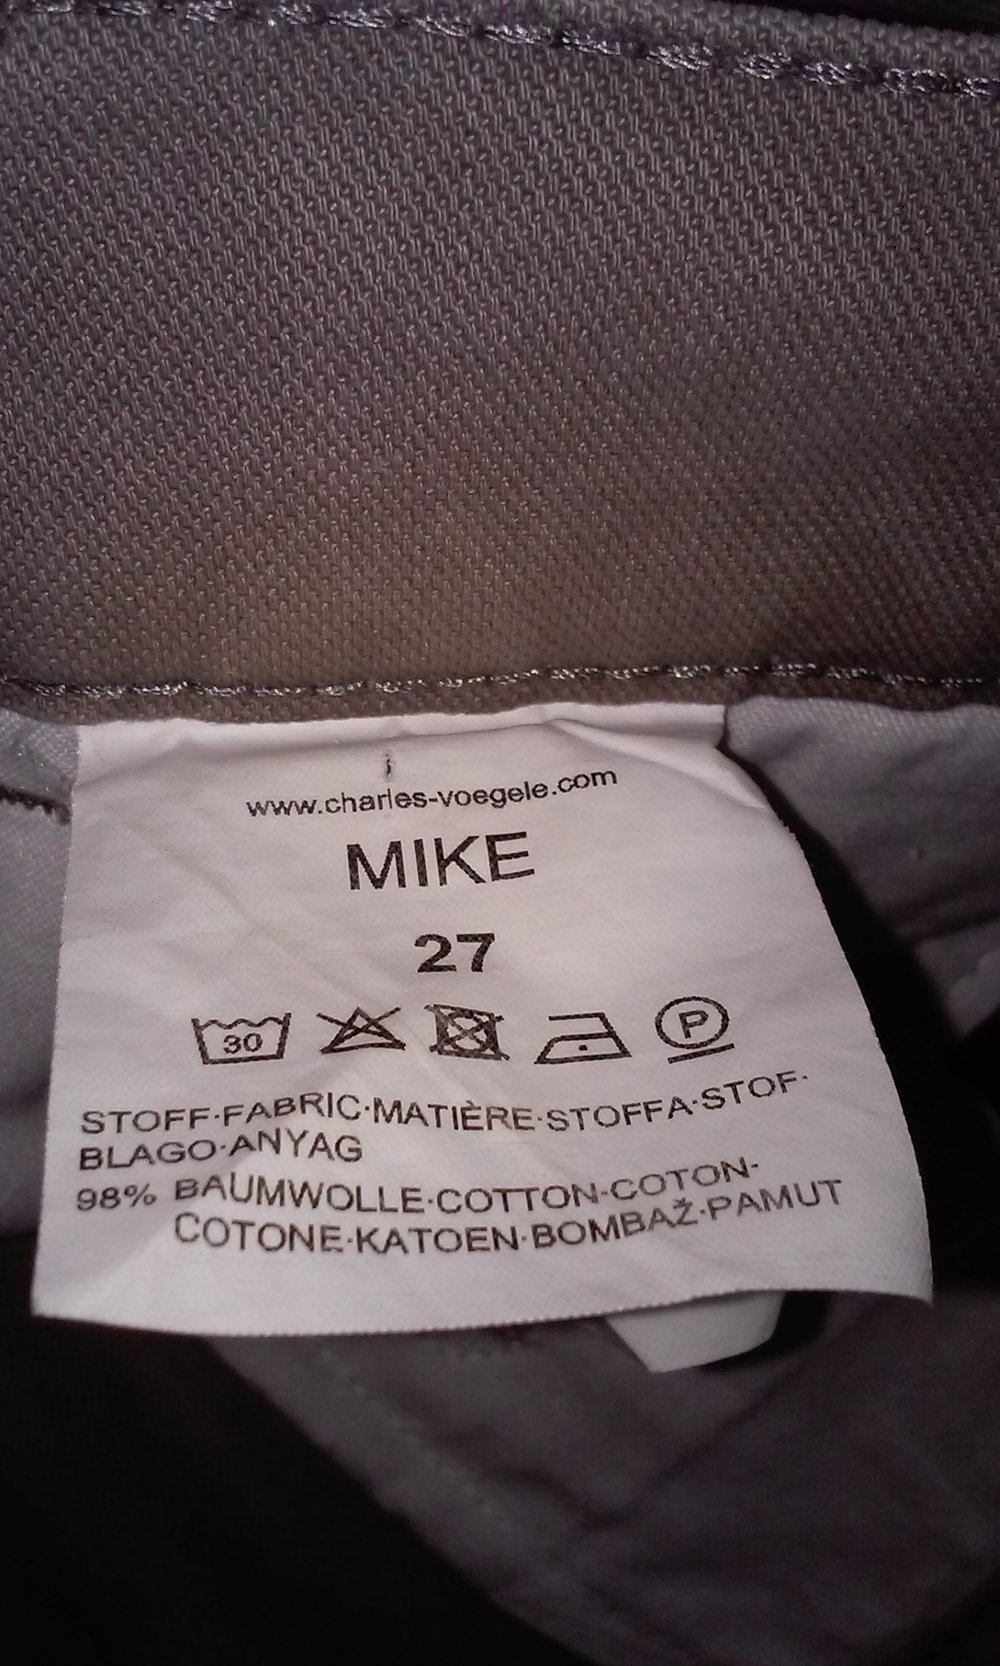 www.charles-voegele.com
MIKE
27
30 P
STOFF·FABRIC·MATIÈRE·STOFFA·STOF·
BLAGO·ANYAG
98% BAUMWOLLE·COTTON·COTON·
COTONE·KATOEN·BOMBAŽ·PAMUT